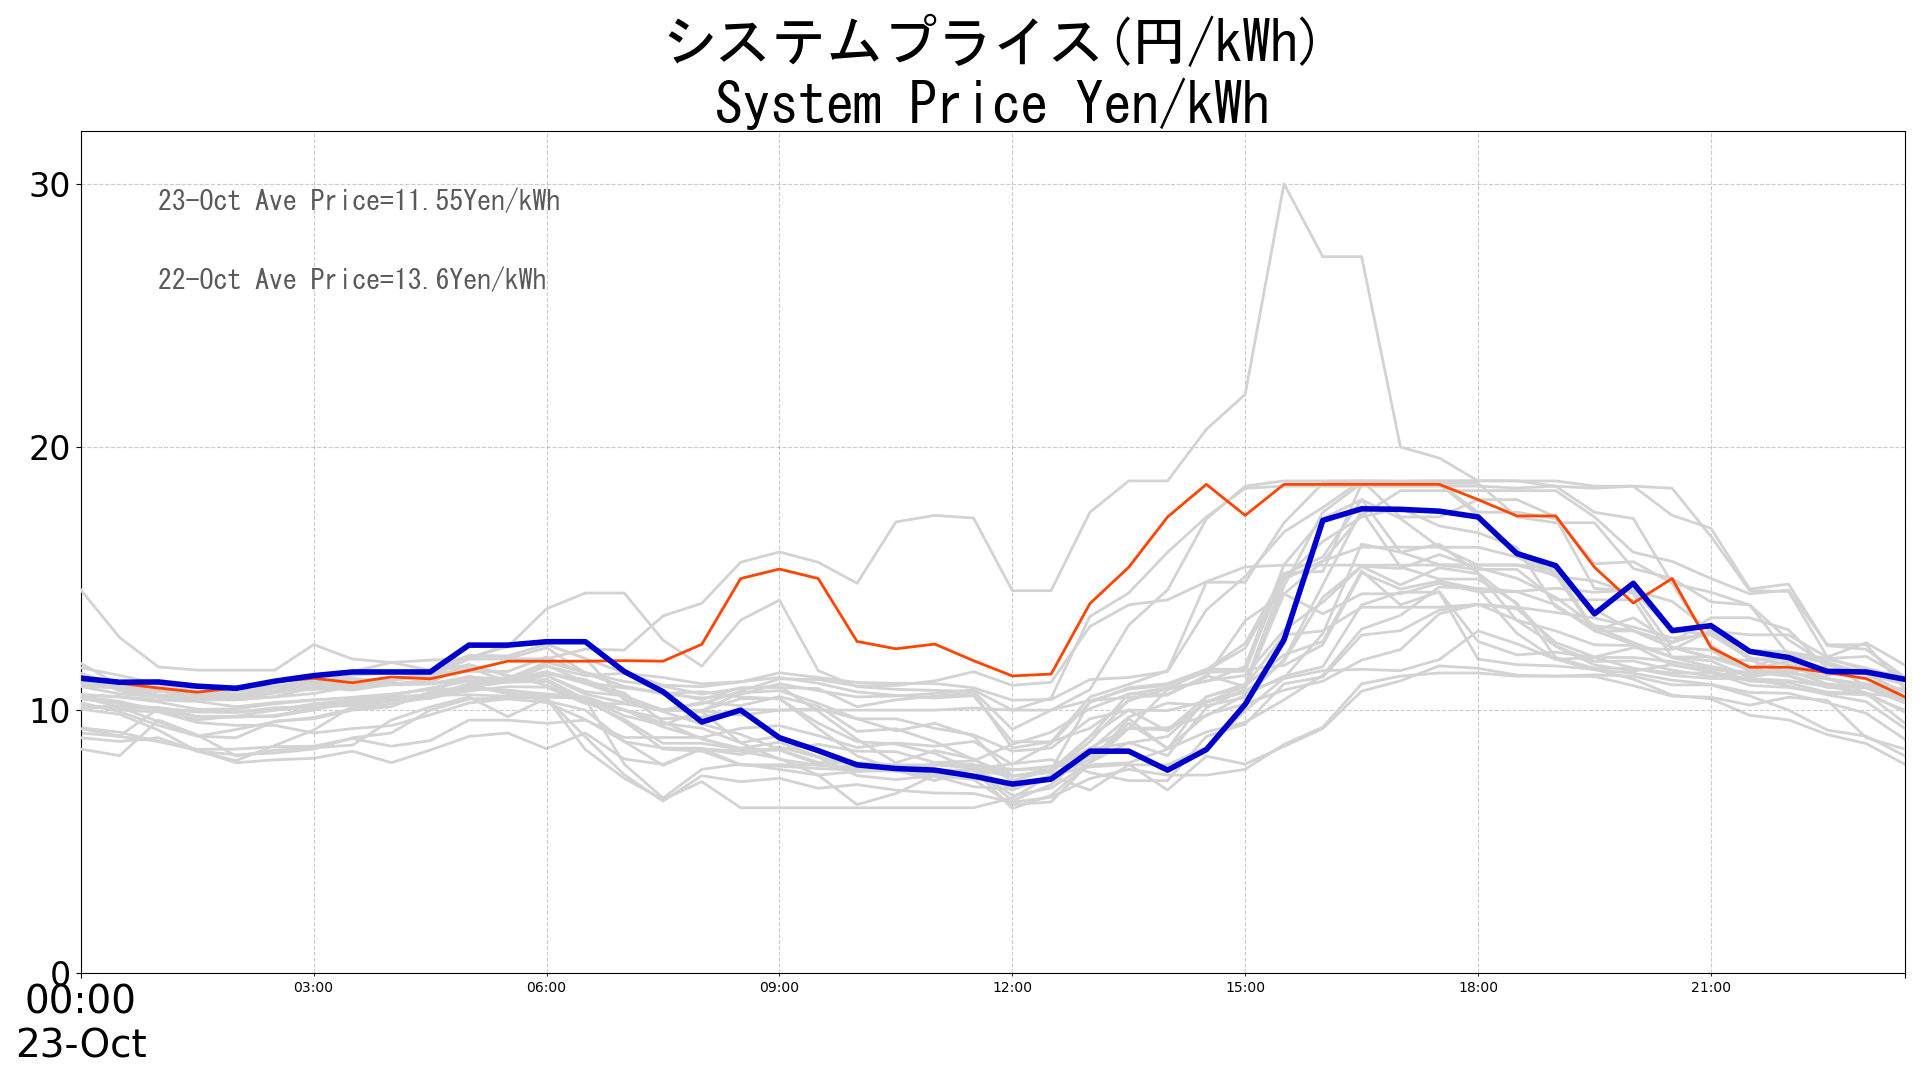 システムプライス(円/kWh)
System Price Yen/kWh
30
23-Oct Ave Price=11.55Yen/kWh
22-Oct Ave Price=13.6Yen/kWh
20
10
0
00:00 03:00 06:00 09:00 12:00 15:00 18:00 21:00
23-Oct